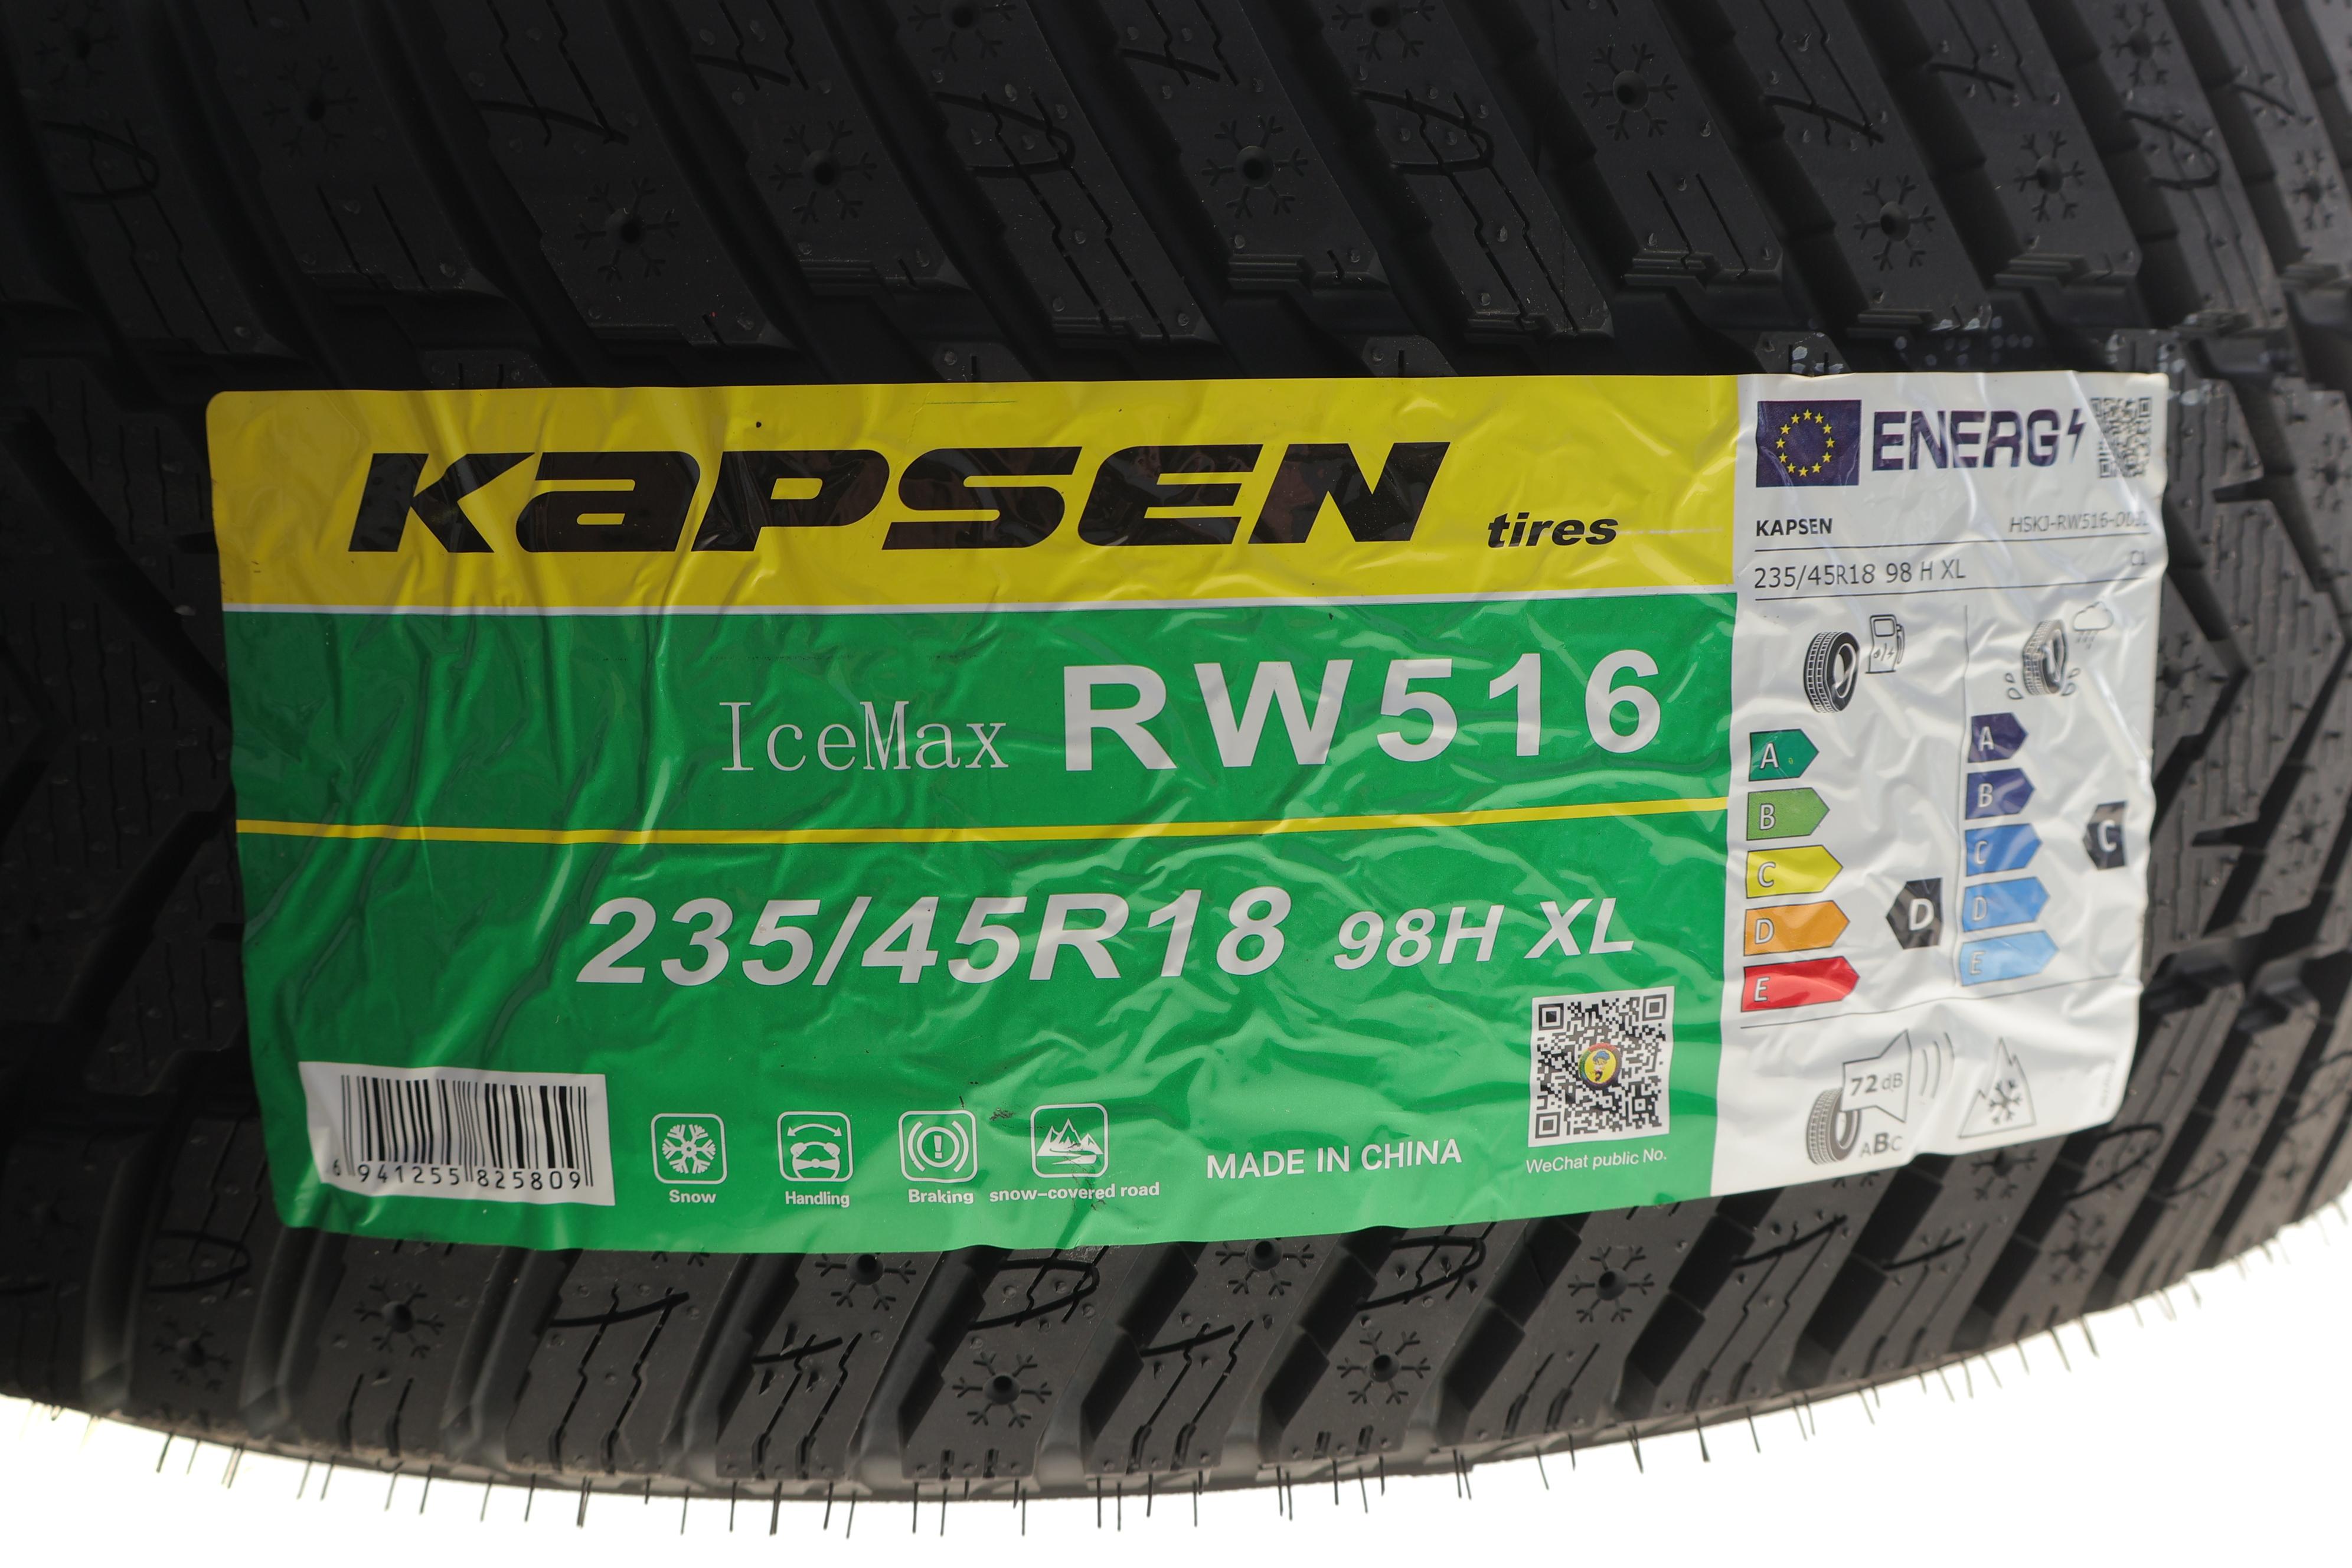 KAPSEN tires
IceMax RW516
235/45R18 98H XL
6 941255 825809
Snow
Handling
Braking
snow-covered road
MADE IN CHINA
WeChat public No.
ENERG
KAPSEN
235/45R18 98 H XL
C1
A
B
C
D
E
D
A
B
C
D
E
C
72 dB
ABC